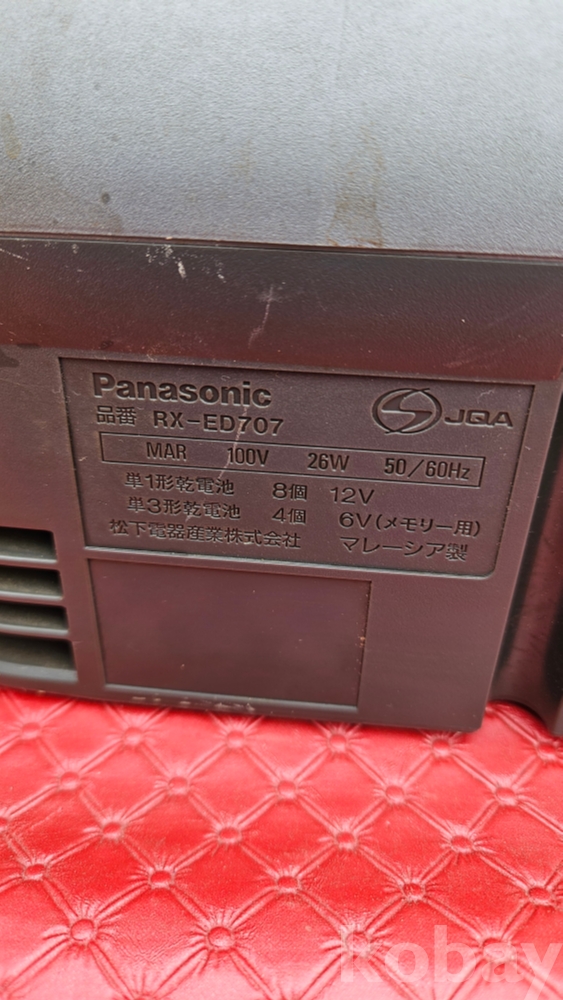 Panasonic
品番 RX-ED707
JQA
MAR 100V 26W 50/60Hz
単1形乾電池 8個 12V
単3形乾電池 4個 6V(メモリー用)
松下電器産業株式会社 マレーシア製
kobay